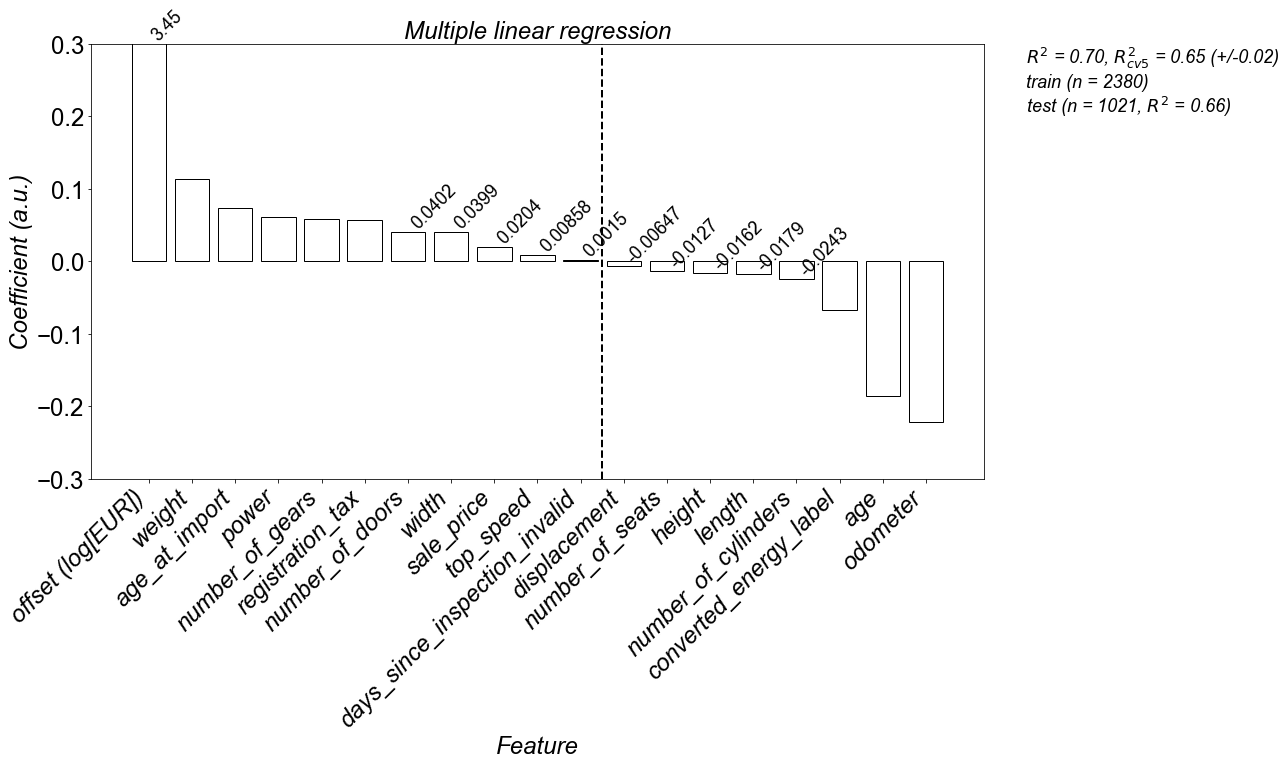 Multiple linear regression
R² = 0.70, R²cv5 = 0.65 (+/-0.02)
train (n = 2380)
test (n = 1021, R² = 0.66)
Coefficient (a.u.)
0.3
0.2
0.1
0.0
−0.1
−0.2
−0.3
3.45
0.0402
0.0399
0.0204
0.00858
0.0015
-0.00647
-0.0127
-0.0162
-0.0179
-0.0243
offset (log[EUR])
weight
age_at_import
power
number_of_gears
registration_tax
number_of_doors
width
sale_price
top_speed
days_since_inspection_invalid
displacement
number_of_seats
height
length
number_of_cylinders
converted_energy_label
age
odometer
Feature